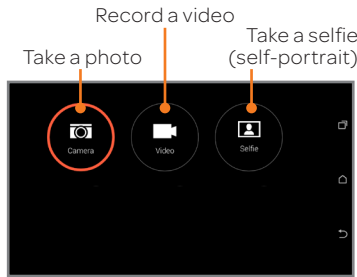 Record a video
Take a selfie
Take a photo
(self-portrait)
Camera
Video
Selfie